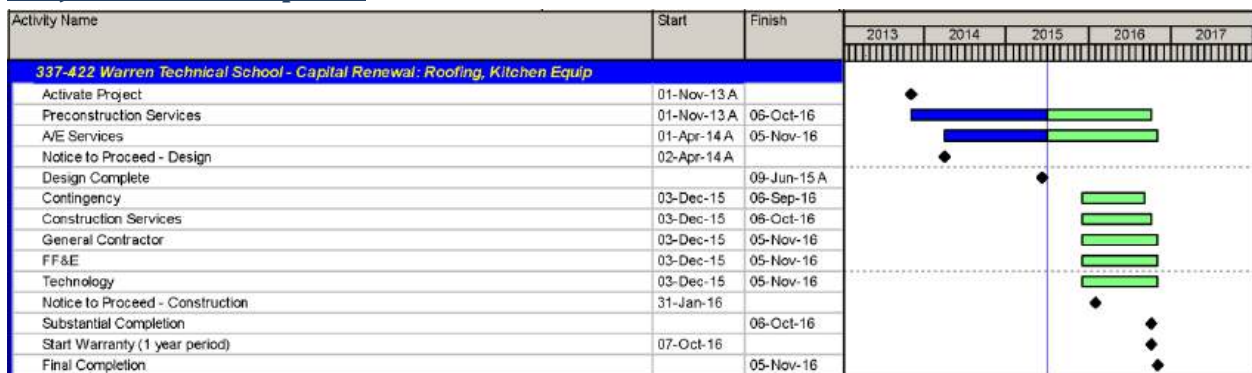 Activity Name Start Finish
2013 2014 2015 2016 2017
337-422 Warren Technical School - Capital Renewal: Roofing, Kitchen Equip
Activate Project 01-Nov-13 A
Preconstruction Services 01-Nov-13 A 06-Oct-16
A/E Services 01-Apr-14 A 05-Nov-16
Notice to Proceed - Design 02-Apr-14 A
Design Complete 09-Jun-15 A
Contingency 03-Dec-15 06-Sep-16
Construction Services 03-Dec-15 06-Oct-16
General Contractor 03-Dec-15 05-Nov-16
FF&E 03-Dec-15 05-Nov-16
Technology 03-Dec-15 05-Nov-16
Notice to Proceed - Construction 31-Jan-16
Substantial Completion 06-Oct-16
Start Warranty (1 year period) 07-Oct-16
Final Completion 05-Nov-16